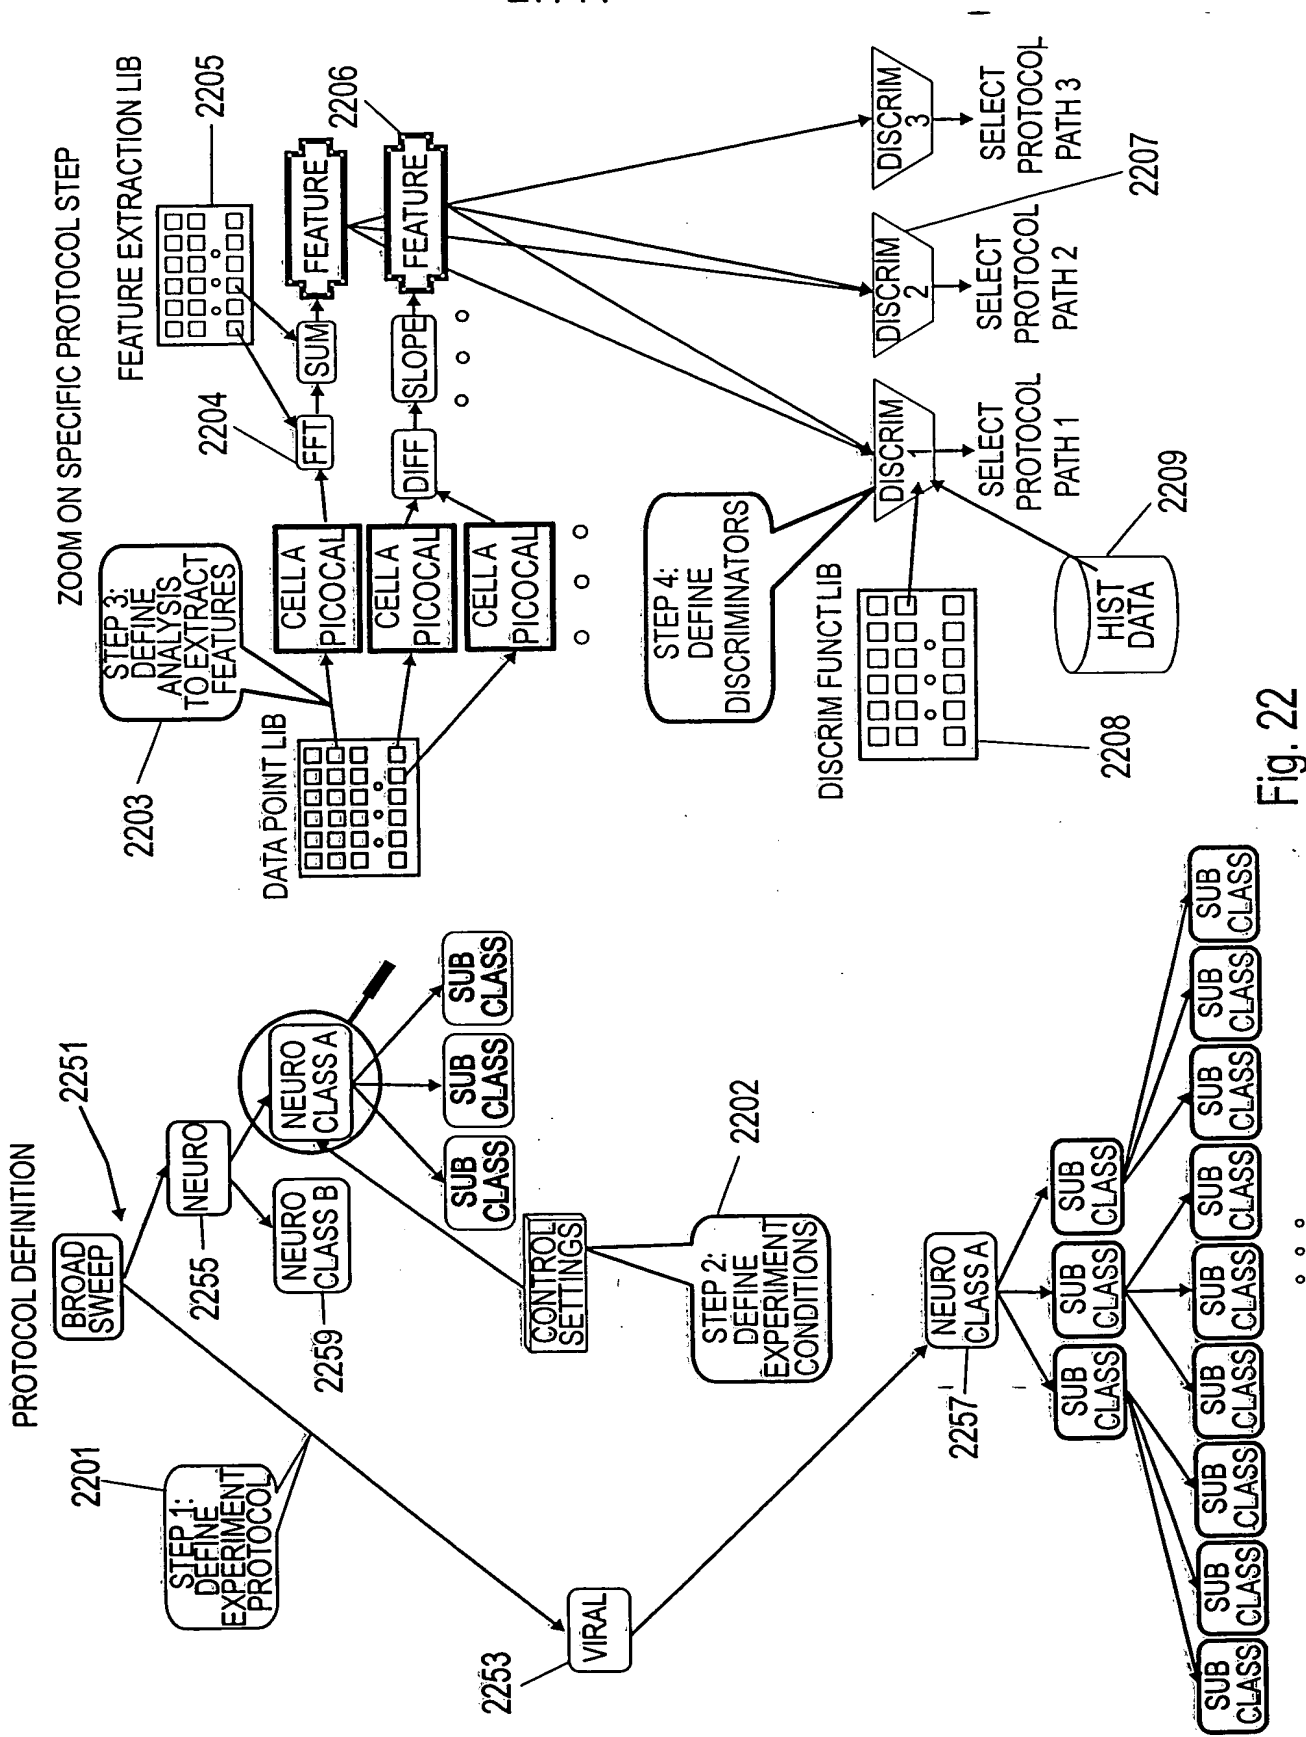 PROTOCOL DEFINITION
BROAD
SWEEP
2251
2201
STEP 1:
DEFINE
EXPERIMENT
PROTOCOL
NEURO
2255
NEURO
CLASS A
NEURO
CLASS B
2259
SUB
CLASS
SUB
CLASS
SUB
CLASS
CONTROL
SETTINGS
2202
STEP 2:
DEFINE
EXPERIMENT
CONDITIONS
VIRAL
2253
NEURO
CLASS A
2257
SUB
CLASS
SUB
CLASS
SUB
CLASS
SUB
CLASS
SUB
CLASS
SUB
CLASS
SUB
CLASS
SUB
CLASS
SUB
CLASS
SUB
CLASS
SUB
CLASS
SUB
CLASS
ZOOM ON SPECIFIC PROTOCOL STEP
FEATURE EXTRACTION LIB
2205
2203
STEP 3:
DEFINE
ANALYSIS
TO EXTRACT
FEATURES
2204
2206
DATA POINT LIB
CELL A
PICOCAL
FFT
SUM
FEATURE
CELL A
PICOCAL
DIFF
SLOPE
FEATURE
CELL A
PICOCAL
STEP 4:
DEFINE
DISCRIMINATORS
DISCRIM FUNCT LIB
2208
HIST
DATA
2209
DISCRIM
1
SELECT
PROTOCOL
PATH 1
DISCRIM
2
SELECT
PROTOCOL
PATH 2
DISCRIM
3
SELECT
PROTOCOL
PATH 3
2207
Fig. 22